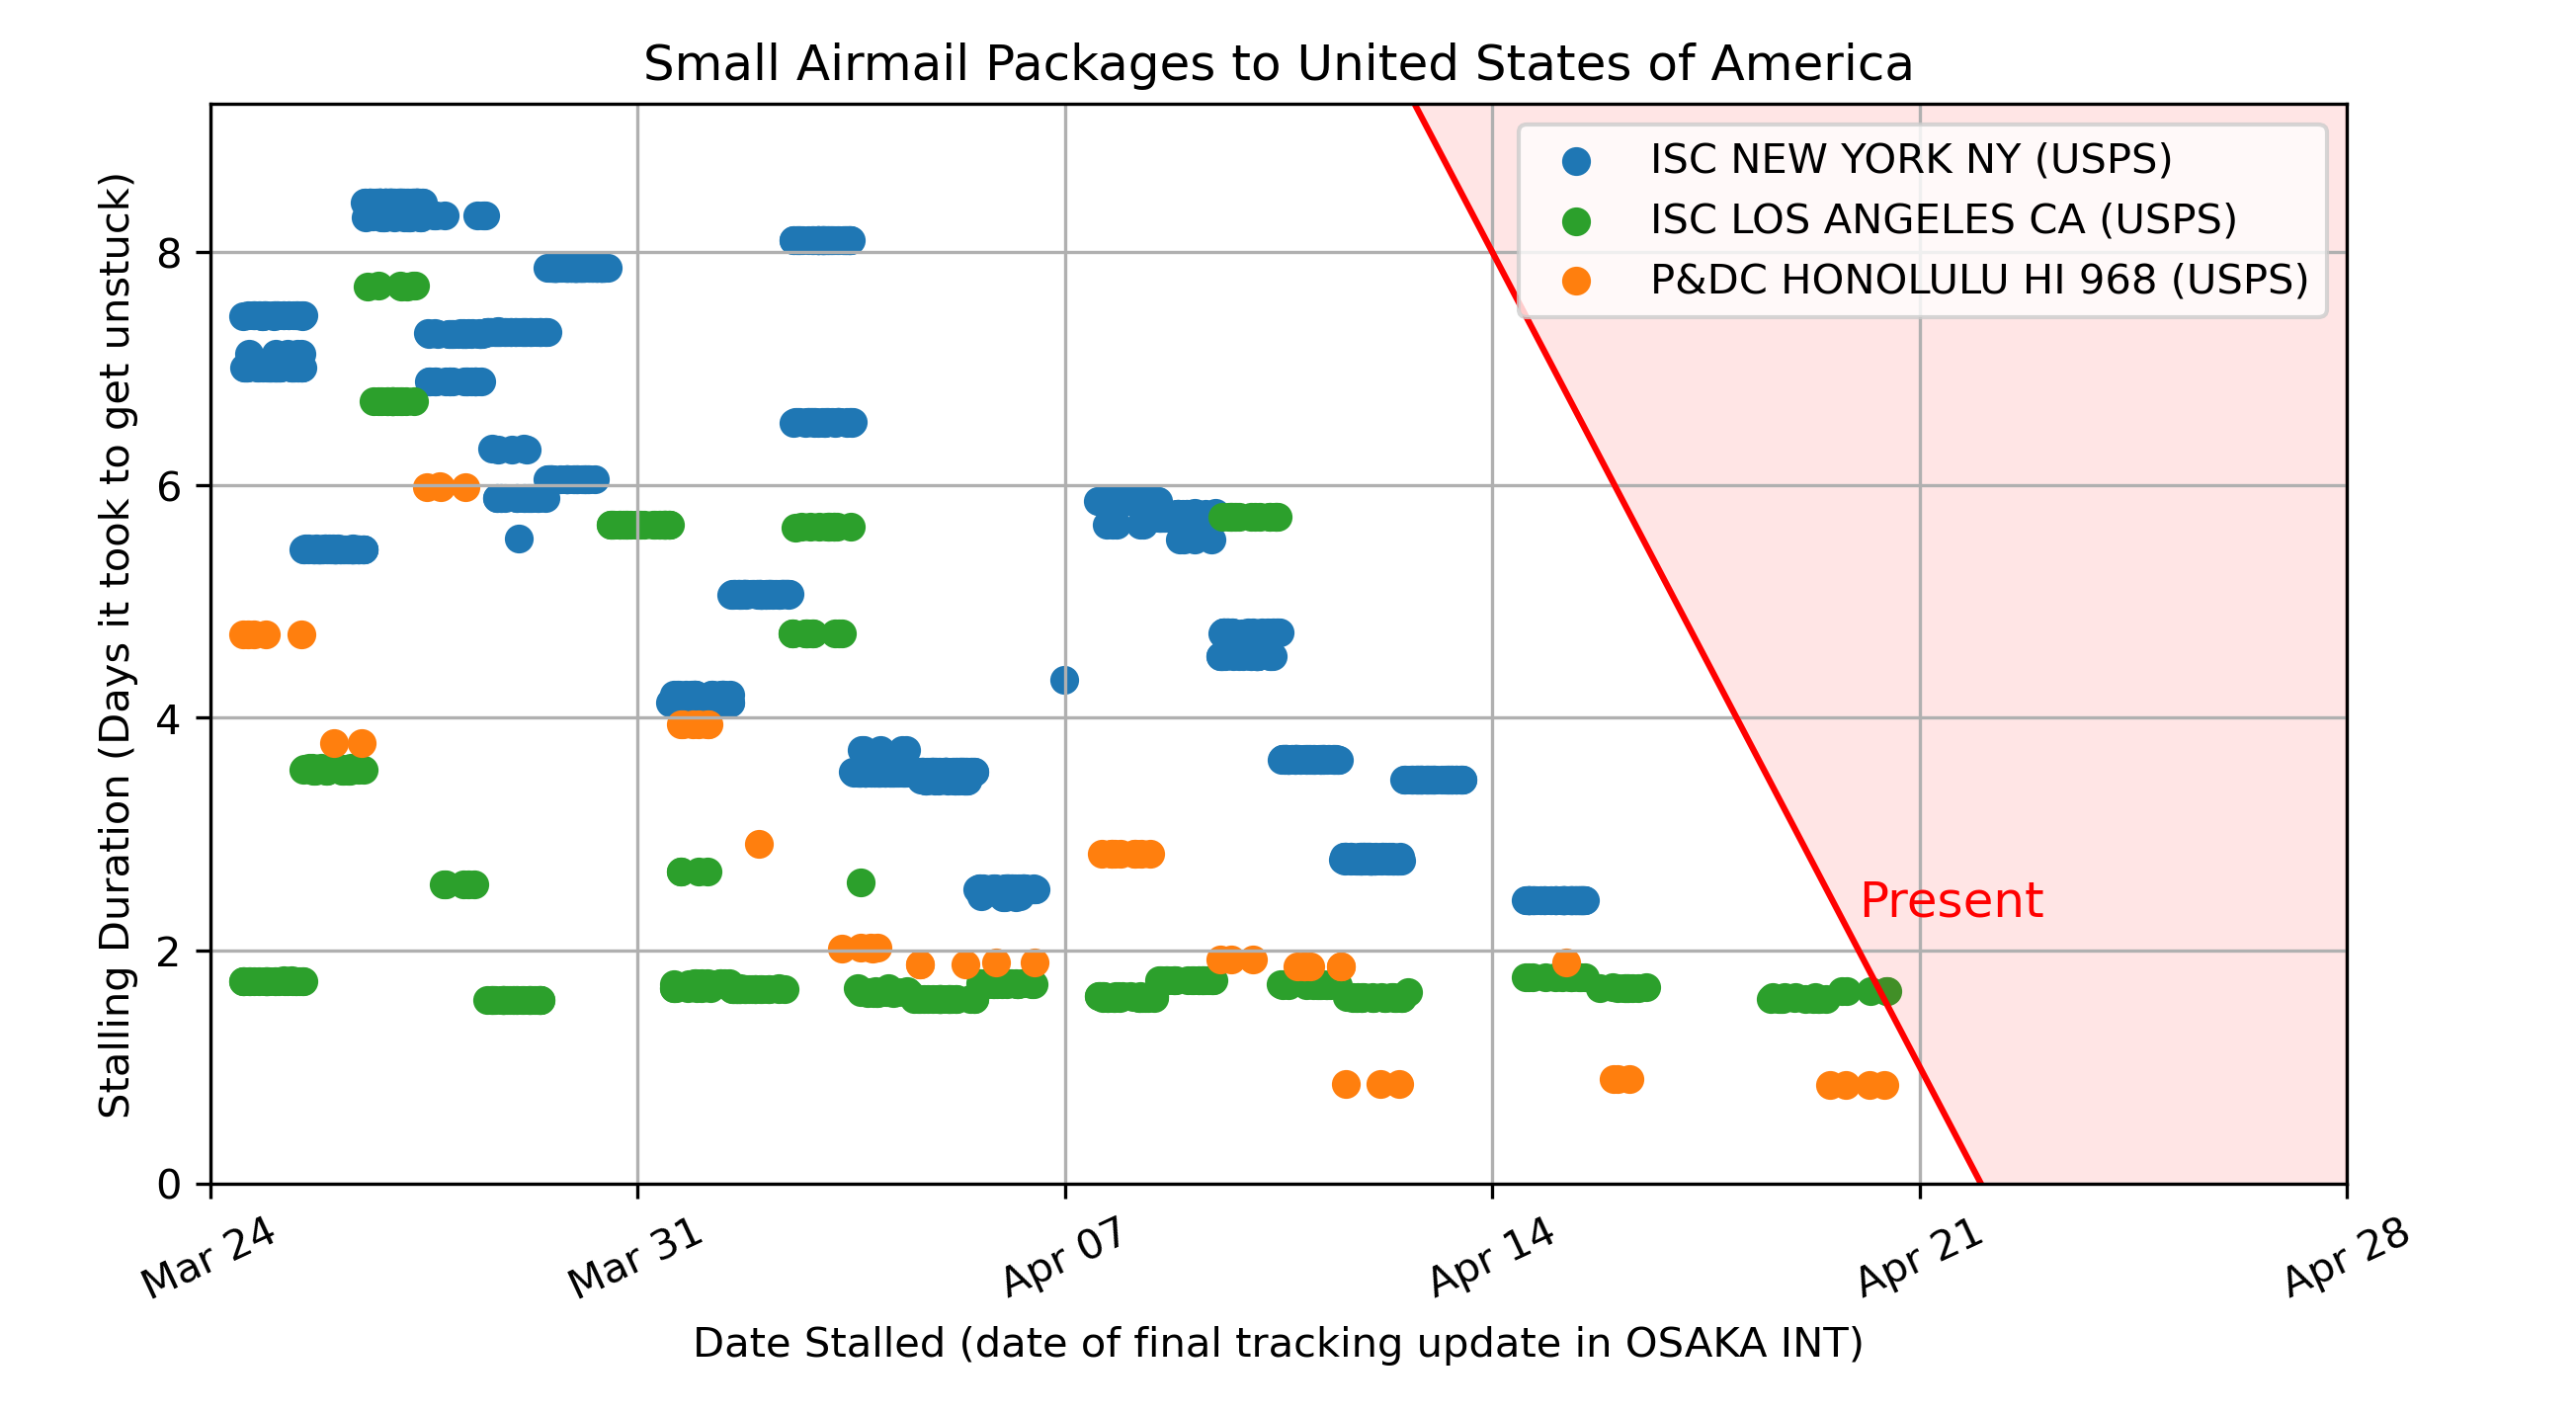 Small Airmail Packages to United States of America
ISC NEW YORK NY (USPS)
ISC LOS ANGELES CA (USPS)
P&DC HONOLULU HI 968 (USPS)
Stalling Duration (Days it took to get unstuck)
8
6
4
2
0
Present
Mar 24
Mar 31
Apr 07
Apr 14
Apr 21
Apr 28
Date Stalled (date of final tracking update in OSAKA INT)